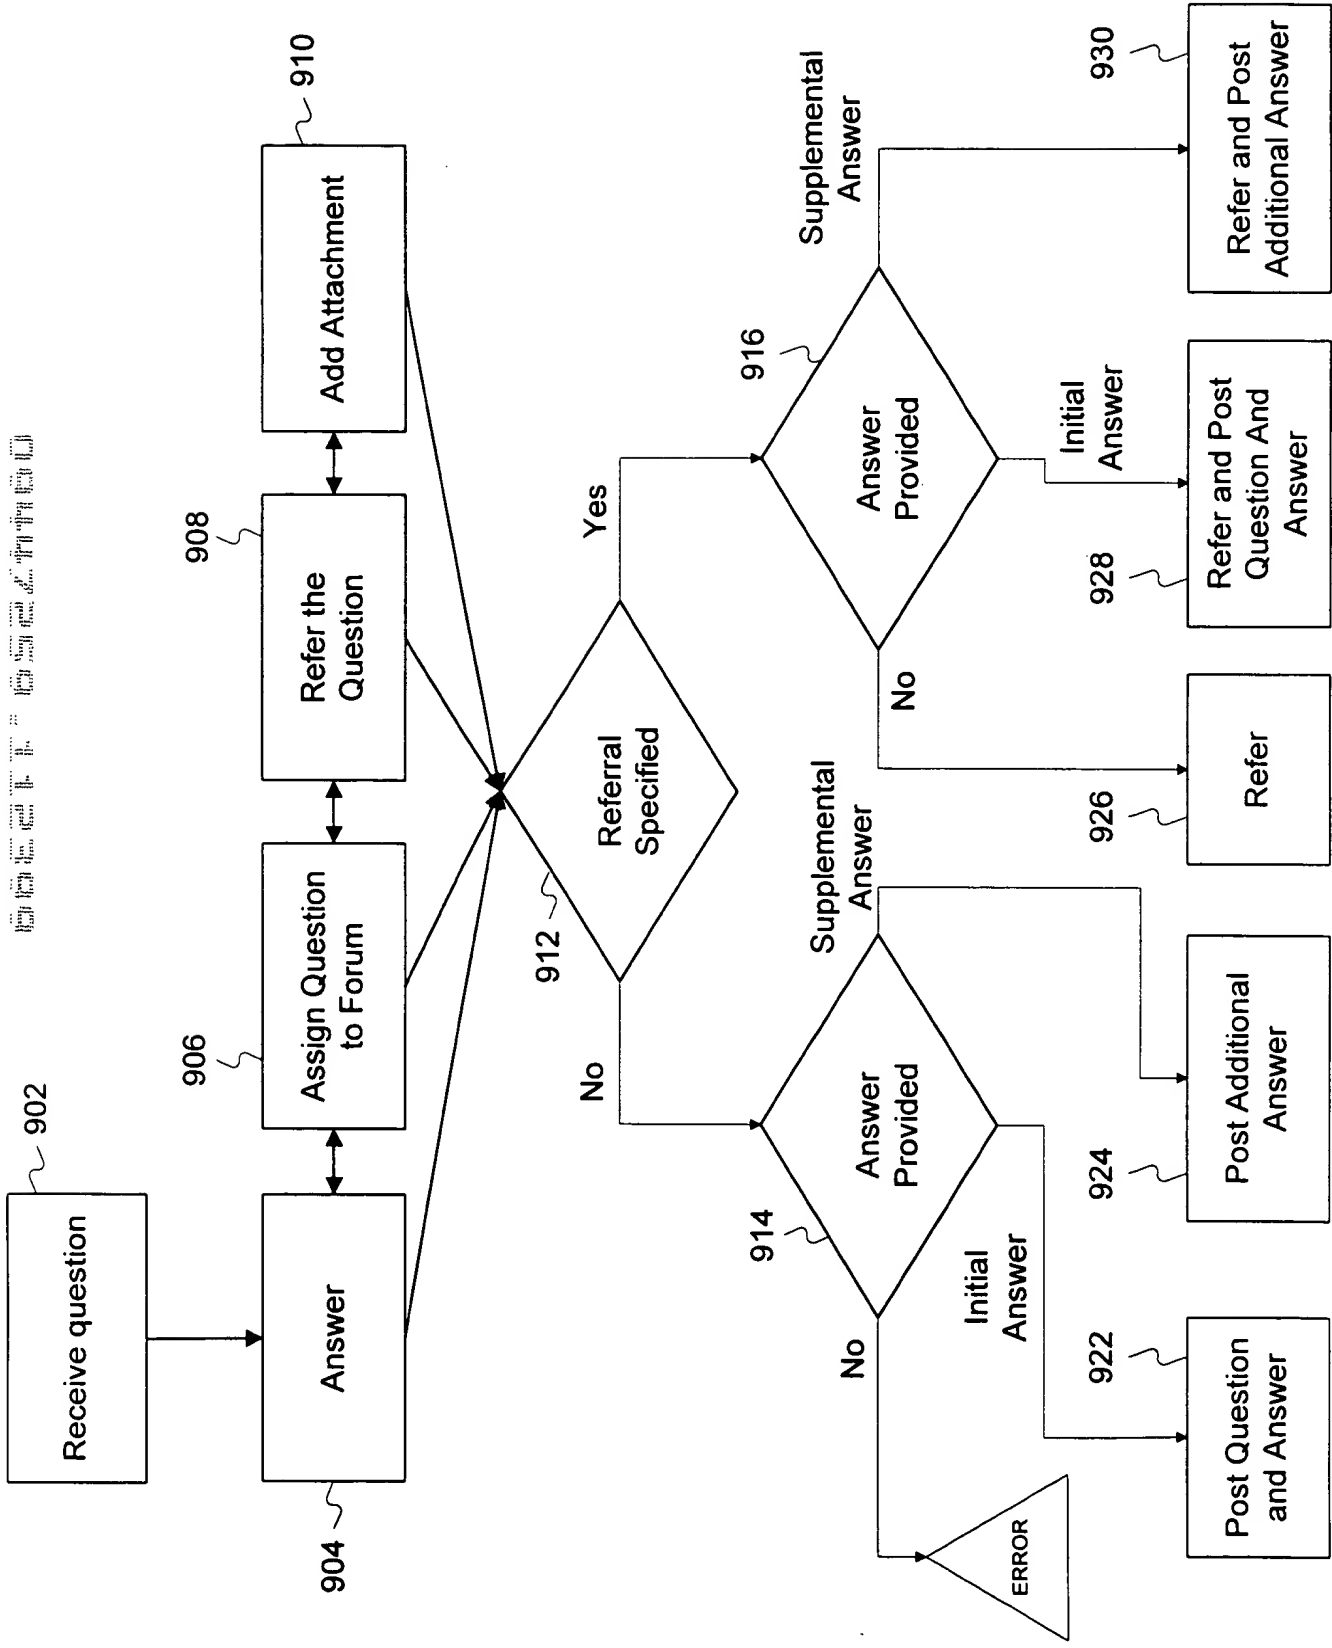 902
Receive question
904
Answer
906
Assign Question
to Forum
908
Refer the
Question
910
Add Attachment
912
Referral
Specified
No
Yes
914
Answer
Provided
No
Initial
Answer
Supplemental
Answer
916
Answer
Provided
No
Initial
Answer
Supplemental
Answer
ERROR
922
Post Question
and Answer
924
Post Additional
Answer
926
Refer
928
Refer and Post
Question And
Answer
930
Refer and Post
Additional Answer